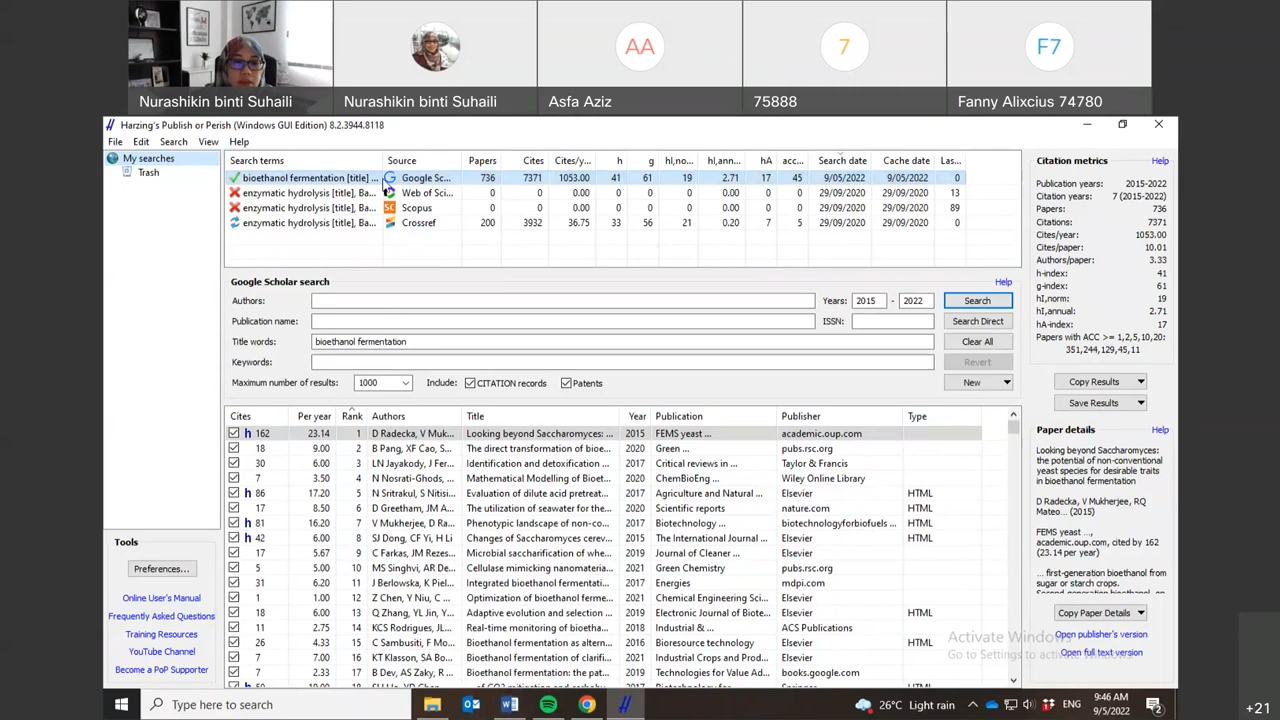 AA
7
F7
Nurashikin binti Suhaili
Nurashikin binti Suhaili
Asfa Aziz
75888
Fanny Alixcius 74780
Harzing's Publish or Perish (Windows GUI Edition) 8.2.3944.8118
File Edit Search View Help
My searches
Trash
Search terms Source Papers Cites Cites/y... h g hI,no... hI,ann... hA acc... Search date Cache date Las...
bioethanol fermentation [title] ... Google Sc... 736 7371 1053.00 41 61 19 2.71 17 45 9/05/2022 9/05/2022 0
enzymatic hydrolysis [title], Ba... Web of Sci... 0 0 0.00 0 0 0 0.00 0 0 29/09/2020 29/09/2020 13
enzymatic hydrolysis [title], Ba... SC Scopus 0 0 0.00 0 0 0 0.00 0 0 29/09/2020 29/09/2020 89
enzymatic hydrolysis [title], Ba... Crossref 200 3932 36.75 33 56 21 0.20 7 5 29/09/2020 29/09/2020 0
Google Scholar search Help
Authors: Years: 2015 - 2022 Search
Publication name: ISSN: Search Direct
Title words: bioethanol fermentation Clear All
Keywords: Revert
Maximum number of results: 1000 Include: CITATION records Patents New
Cites Per year Rank Authors Title Year Publication Publisher Type
h 162 23.14 1 D Radecka, V Muk... Looking beyond Saccharomyces: ... 2015 FEMS yeast ... academic.oup.com
18 9.00 2 B Pang, XF Cao, S... The direct transformation of bioe... 2020 Green ... pubs.rsc.org
30 6.00 3 LN Jayakody, J Fer... Identification and detoxification ... 2017 Critical reviews in ... Taylor & Francis
7 3.50 4 N Nosrati-Ghods, ... Mathematical Modelling of Bioet... 2020 ChemBioEng ... Wiley Online Library
h 86 17.20 5 N Sritrakul, S Nitisi... Evaluation of dilute acid pretreat... 2017 Agriculture and Natural ... Elsevier HTML
17 8.50 6 D Greetham, JM A... The utilization of seawater for the... 2020 Scientific reports nature.com HTML
h 81 16.20 7 V Mukherjee, D Ra... Phenotypic landscape of non-co... 2017 Biotechnology ... biotechnologyforbiofuels ... HTML
h 42 6.00 8 SJ Dong, CF Yi, H Li Changes of Saccharomyces cerev... 2015 The International Journal ... Elsevier HTML
17 5.67 9 C Farkas, JM Rezes... Microbial saccharification of whe... 2019 Journal of Cleaner ... Elsevier
5 5.00 10 MS Singhvi, AR De... Cellulase mimicking nanomateria... 2021 Green Chemistry pubs.rsc.org
31 6.20 11 J Berlowska, K Piel... Integrated bioethanol fermentati... 2017 Energies mdpi.com
1 1.00 12 Z Chen, Y Niu, C ... Optimization of bioethanol ferme... 2021 Chemical Engineering Sci... Elsevier
18 6.00 13 Q Zhang, YL Jin, Y... Adaptive evolution and selection ... 2019 Electronic Journal of Biote... Elsevier HTML
11 2.75 14 KCS Rodrigues, JL... Real-time monitoring of bioetha... 2018 Industrial & ... ACS Publications
26 4.33 15 C Sambusiti, F Mo... Bioethanol fermentation as altern... 2016 Bioresource technology Elsevier HTML
7 7.00 16 KT Klasson, SA Bo... Bioethanol fermentation of clarifi... 2021 Industrial Crops and Prod... Elsevier
7 7.00 17 B Dev, AS Zaky, R ... Bioethanol fermentation: the pat... 2021 Technologies for Value Ad... books.google.com
Citation metrics Help
Publication years: 2015-2022
Citation years: 7 (2015-2022)
Papers: 736
Citations: 7371
Cites/year: 1053.00
Cites/paper: 10.01
Authors/paper: 3.33
h-index: 41
g-index: 61
hI,norm: 19
hI,annual: 2.71
hA-index: 17
Papers with ACC >= 1,2,5,10,20:
351,244,129,45,11
Copy Results
Save Results
Paper details Help
Looking beyond Saccharomyces:
the potential of non-conventional
yeast species for desirable traits
in bioethanol fermentation
D Radecka, V Mukherjee, RQ
Mateo... (2015)
FEMS yeast ...,
academic.oup.com, cited by 162
(23.14 per year)
... first-generation bioethanol from
sugar or starch crops.
Copy Paper Details
Open publisher's version
Open full text version
Tools
Preferences...
Online User's Manual
Frequently Asked Questions
Training Resources
YouTube Channel
Become a PoP Supporter
Activate Windows
Go to Settings to activate Windows.
Type here to search
26°C Light rain
ENG
9:46 AM
9/5/2022
2
+21